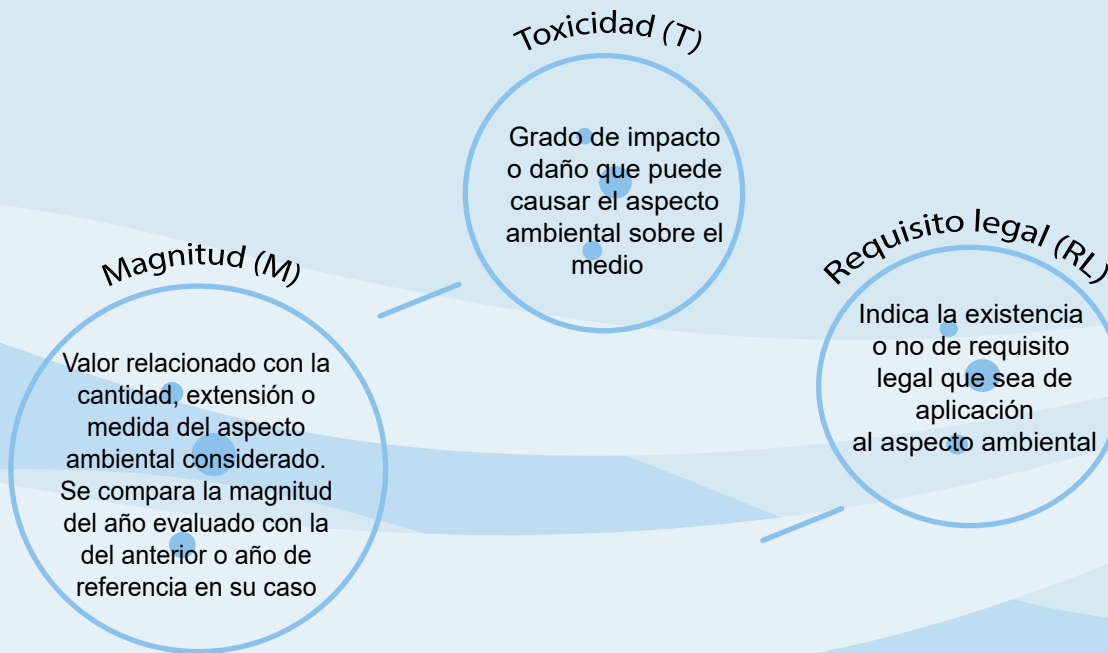 Toxicidad (T)
Grado de impacto
o daño que puede
causar el aspecto
ambiental sobre el
medio
Magnitud (M)
Valor relacionado con la
cantidad, extensión o
medida del aspecto
ambiental considerado.
Se compara la magnitud
del año evaluado con la
del anterior o año de
referencia en su caso
Requisito legal (RL)
Indica la existencia
o no de requisito
legal que sea de
aplicación
al aspecto ambiental